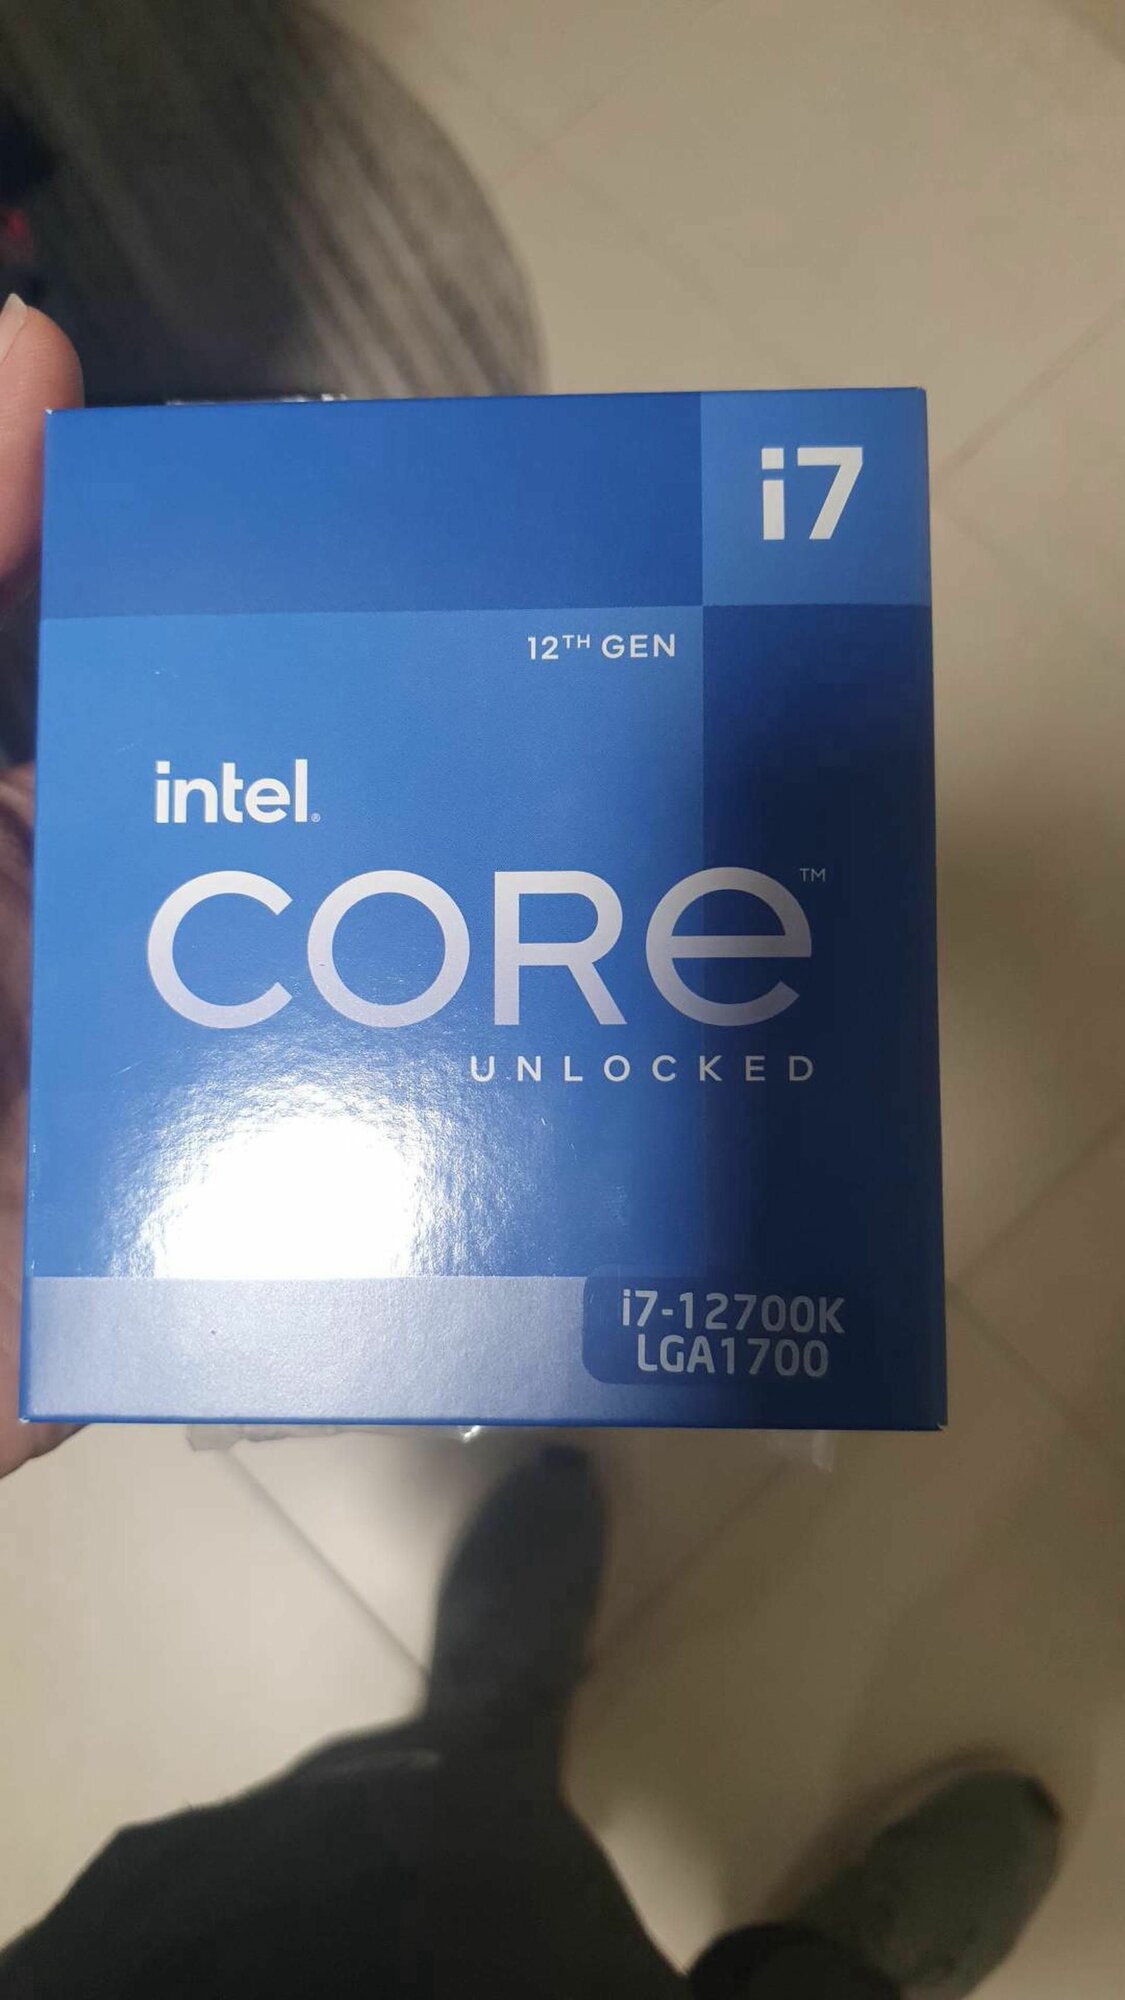 i7
12TH GEN
intel®
CORE™
UNLOCKED
i7-12700K
LGA1700